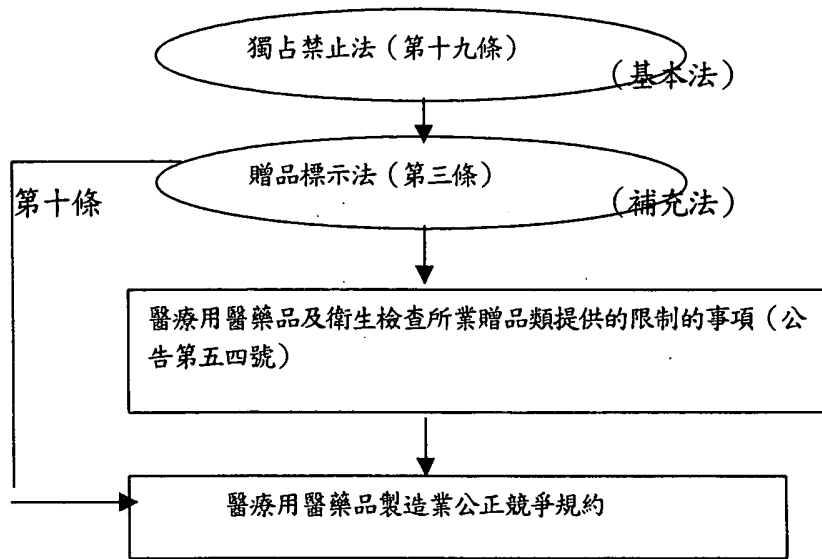 獨占禁止法（第十九條）
（基本法）
贈品標示法（第三條）
第十條
（補充法）
醫療用醫藥品及衛生檢查所業贈品類提供的限制的事項（公
告第五四號）
醫療用醫藥品製造業公正競爭規約